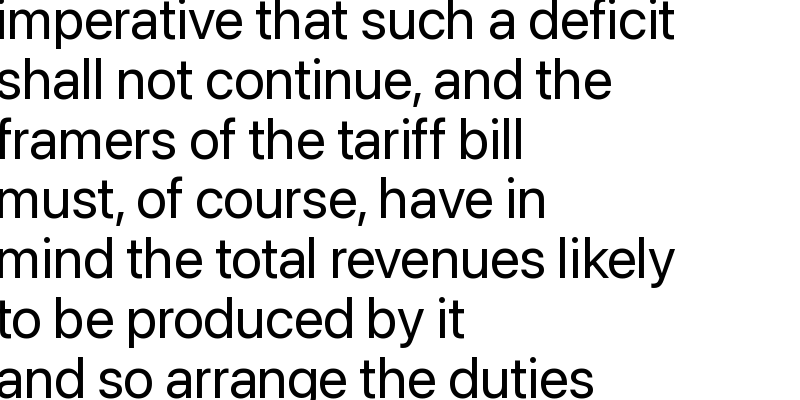 imperative that such a deficit
shall not continue, and the
framers of the tariff bill
must, of course, have in
mind the total revenues likely
to be produced by it
and so arrange the duties